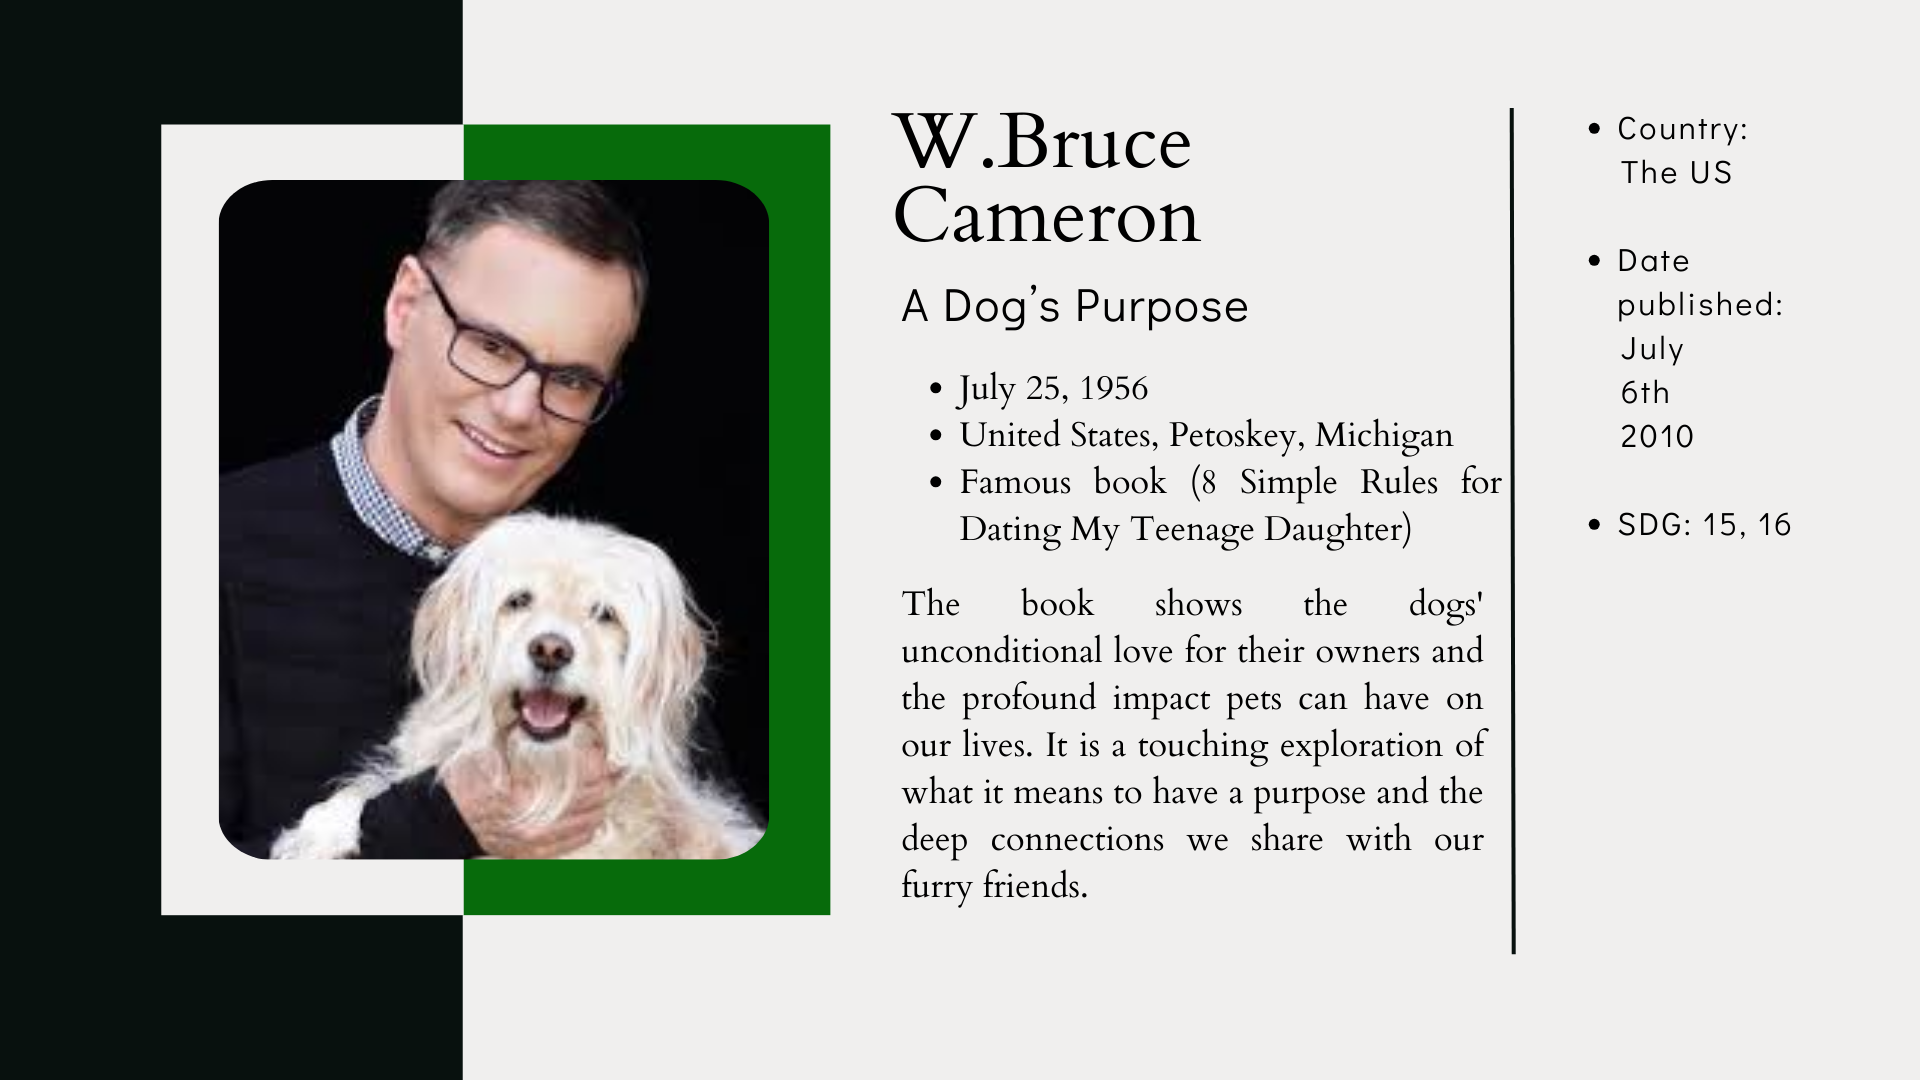 W.Bruce
Cameron
A Dog’s Purpose
• July 25, 1956
• United States, Petoskey, Michigan
• Famous book (8 Simple Rules for
Dating My Teenage Daughter)
The book shows the dogs'
unconditional love for their owners and
the profound impact pets can have on
our lives. It is a touching exploration of
what it means to have a purpose and the
deep connections we share with our
furry friends.
• Country:
The US
• Date
published:
July
6th
2010
• SDG: 15, 16